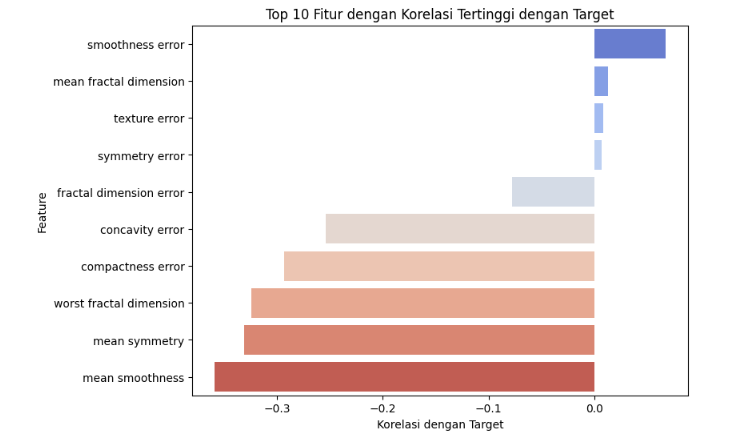 Top 10 Fitur dengan Korelasi Tertinggi dengan Target
smoothness error
mean fractal dimension
texture error
symmetry error
fractal dimension error
concavity error
compactness error
worst fractal dimension
mean symmetry
mean smoothness
Feature
−0.3
−0.2
−0.1
0.0
Korelasi dengan Target